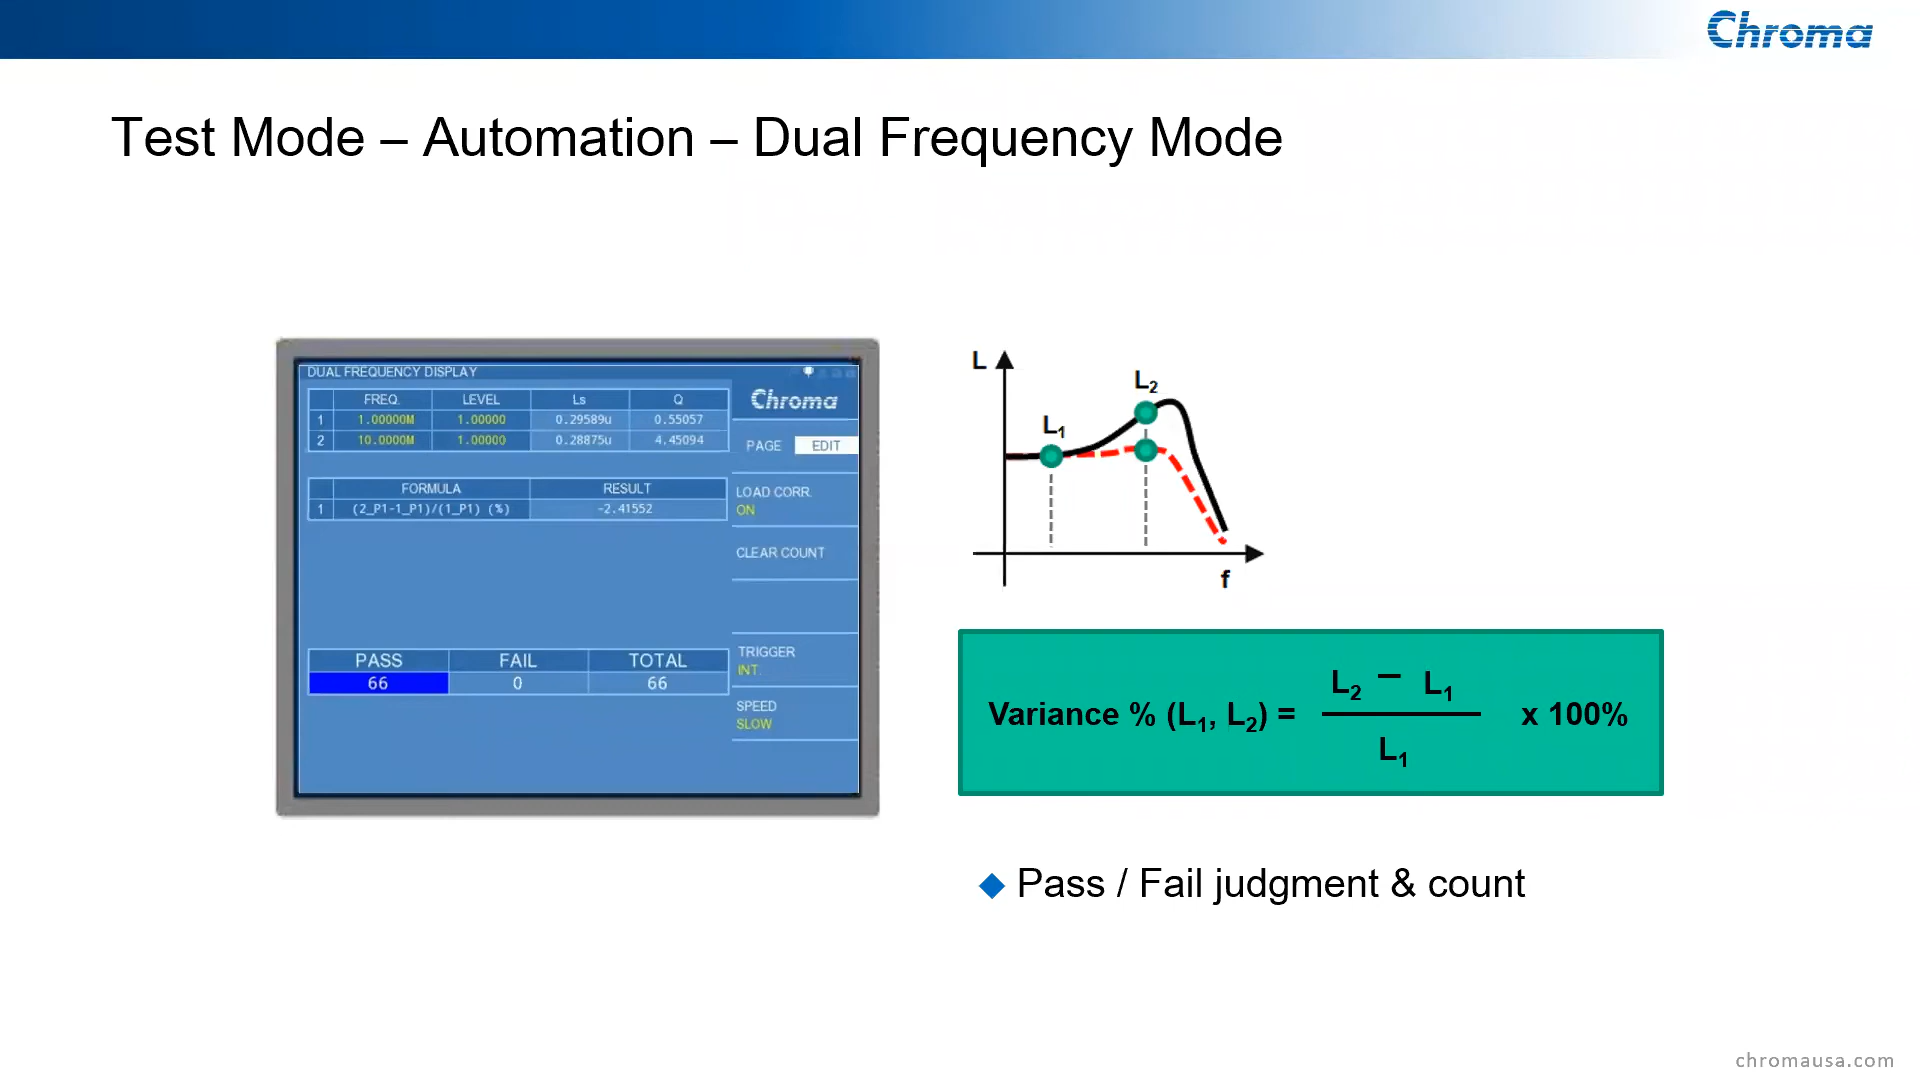 Chroma
Test Mode – Automation – Dual Frequency Mode
DUAL FREQUENCY DISPLAY
FREQ. LEVEL Ls Q
1 1.00000M 1.00000 0.29589u 0.55057
2 10.0000M 1.00000 0.28875u 4.45094
FORMULA RESULT
1 (2_P1-1_P1)/(1_P1) (%) -2.41552
PASS FAIL TOTAL
66 0 66
Chroma
PAGE EDIT
LOAD CORR.
ON
CLEAR COUNT
TRIGGER
INT.
SPEED
SLOW
L
L2
L1
f
L2 – L1
Variance % (L1, L2) = x 100%
L1
Pass / Fail judgment & count
chromausa.com